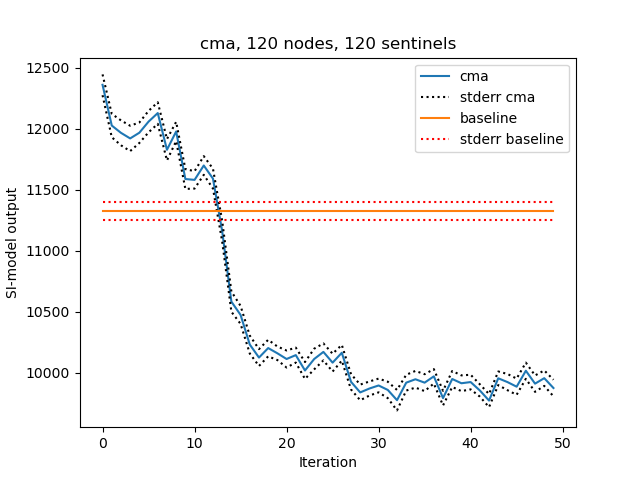 cma, 120 nodes, 120 sentinels
12500
12000
11500
11000
10500
10000
SI-model output
cma
stderr cma
baseline
stderr baseline
0
10
20
30
40
50
Iteration